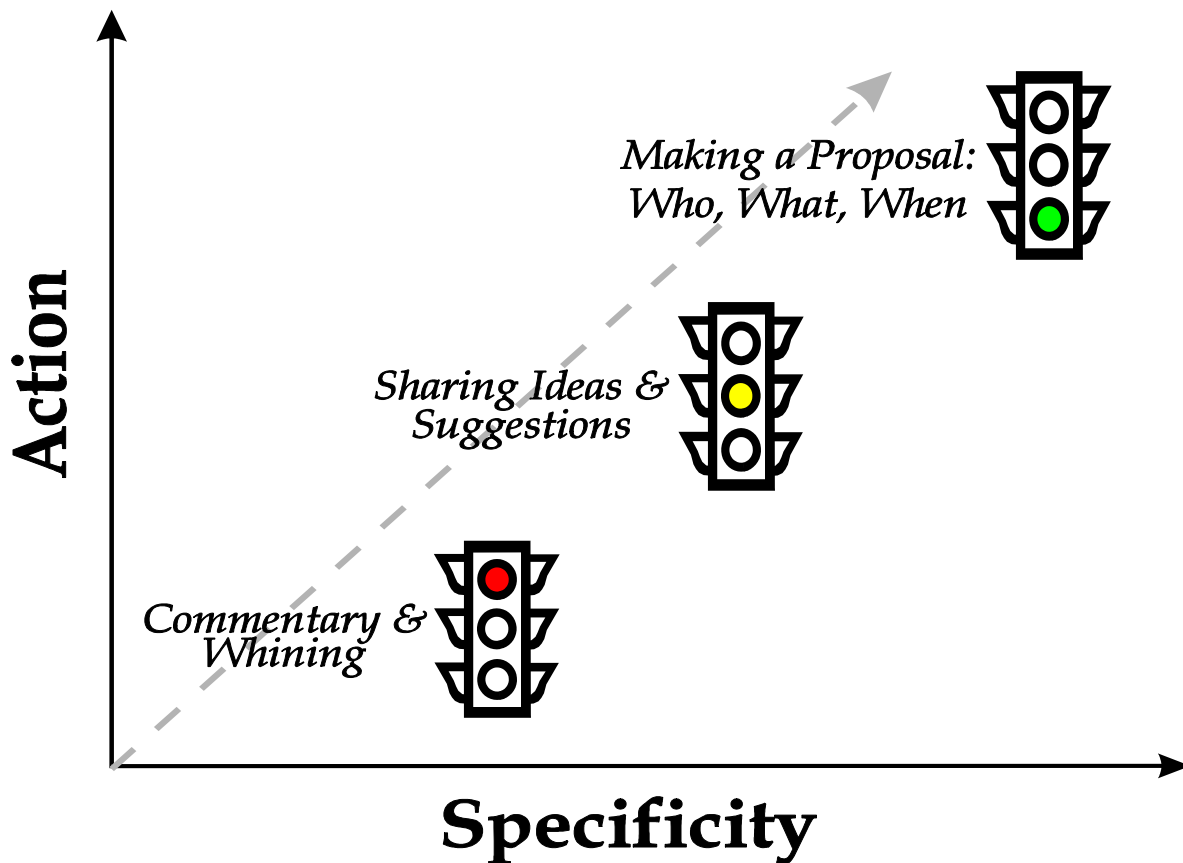 Making a Proposal:
Who, What, When
Sharing Ideas &
Suggestions
Commentary &
Whining
Action
Specificity